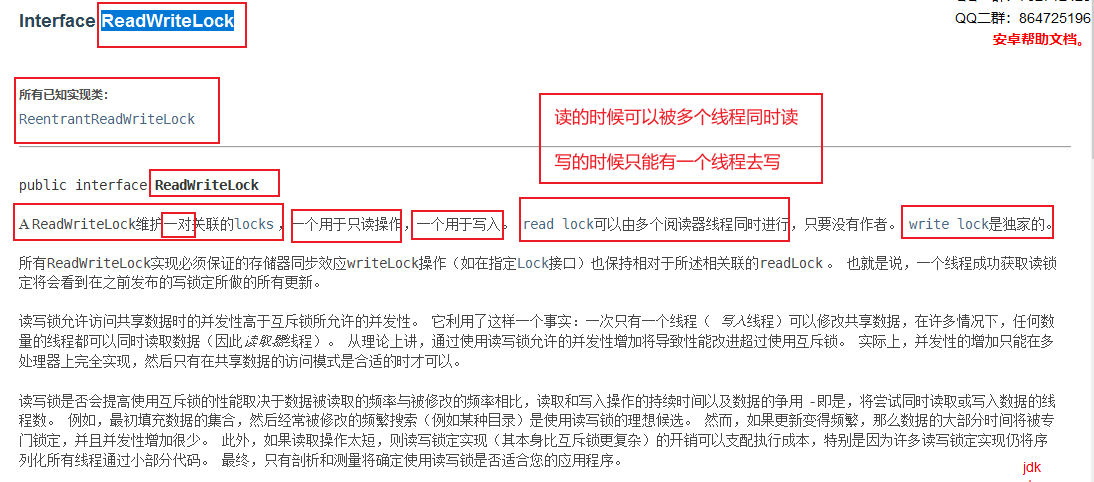 Interface ReadWriteLock
QQ二群：864725196
安卓帮助文档。
所有已知实现类：
ReentrantReadWriteLock
读的时候可以被多个线程同时读
写的时候只能有一个线程去写
public interface ReadWriteLock
A ReadWriteLock维护一对关联的locks ，一个用于只读操作，一个用于写入。 read lock可以由多个阅读器线程同时进行，只要没有作者。 write lock是独家的。
所有ReadWriteLock实现必须保证的存储器同步效应writeLock操作（如在指定Lock接口）也保持相对于所述相关联的readLock 。 也就是说，一个线程成功获取读锁
定将会看到在之前发布的写锁定所做的所有更新。
读写锁允许访问共享数据时的并发性高于互斥锁所允许的并发性。 它利用了这样一个事实：一次只有一个线程（ 写入线程）可以修改共享数据，在许多情况下，任何数
量的线程都可以同时读取数据（因此读取器线程）。 从理论上讲，通过使用读写锁允许的并发性增加将导致性能改进超过使用互斥锁。 实际上，并发性的增加只能在多
处理器上完全实现，然后只有在共享数据的访问模式是合适的时才可以。
读写锁是否会提高使用互斥锁的性能取决于数据被读取的频率与被修改的频率相比，读取和写入操作的持续时间以及数据的争用 -即是，将尝试同时读取或写入数据的线
程数。 例如，最初填充数据的集合，然后经常被修改的频繁搜索（例如某种目录）是使用读写锁的理想候选。 然而，如果更新变得频繁，那么数据的大部分时间将被专
门锁定，并且并发性增加很少。 此外，如果读取操作太短，则读写锁定实现（其本身比互斥锁更复杂）的开销可以支配执行成本，特别是因为许多读写锁定实现仍将序
列化所有线程通过小部分代码。 最终，只有剖析和测量将确定使用读写锁是否适合您的应用程序。
jdk